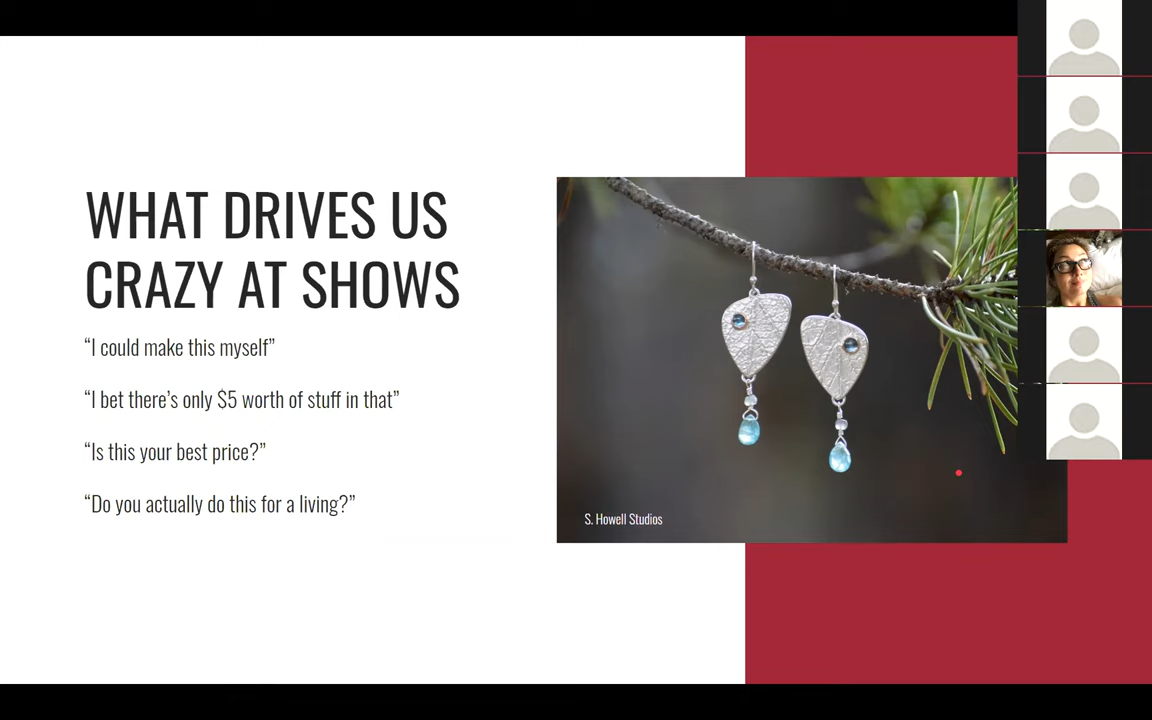 WHAT DRIVES US
CRAZY AT SHOWS
“I could make this myself”
“I bet there’s only $5 worth of stuff in that”
“Is this your best price?”
“Do you actually do this for a living?”
S. Howell Studios